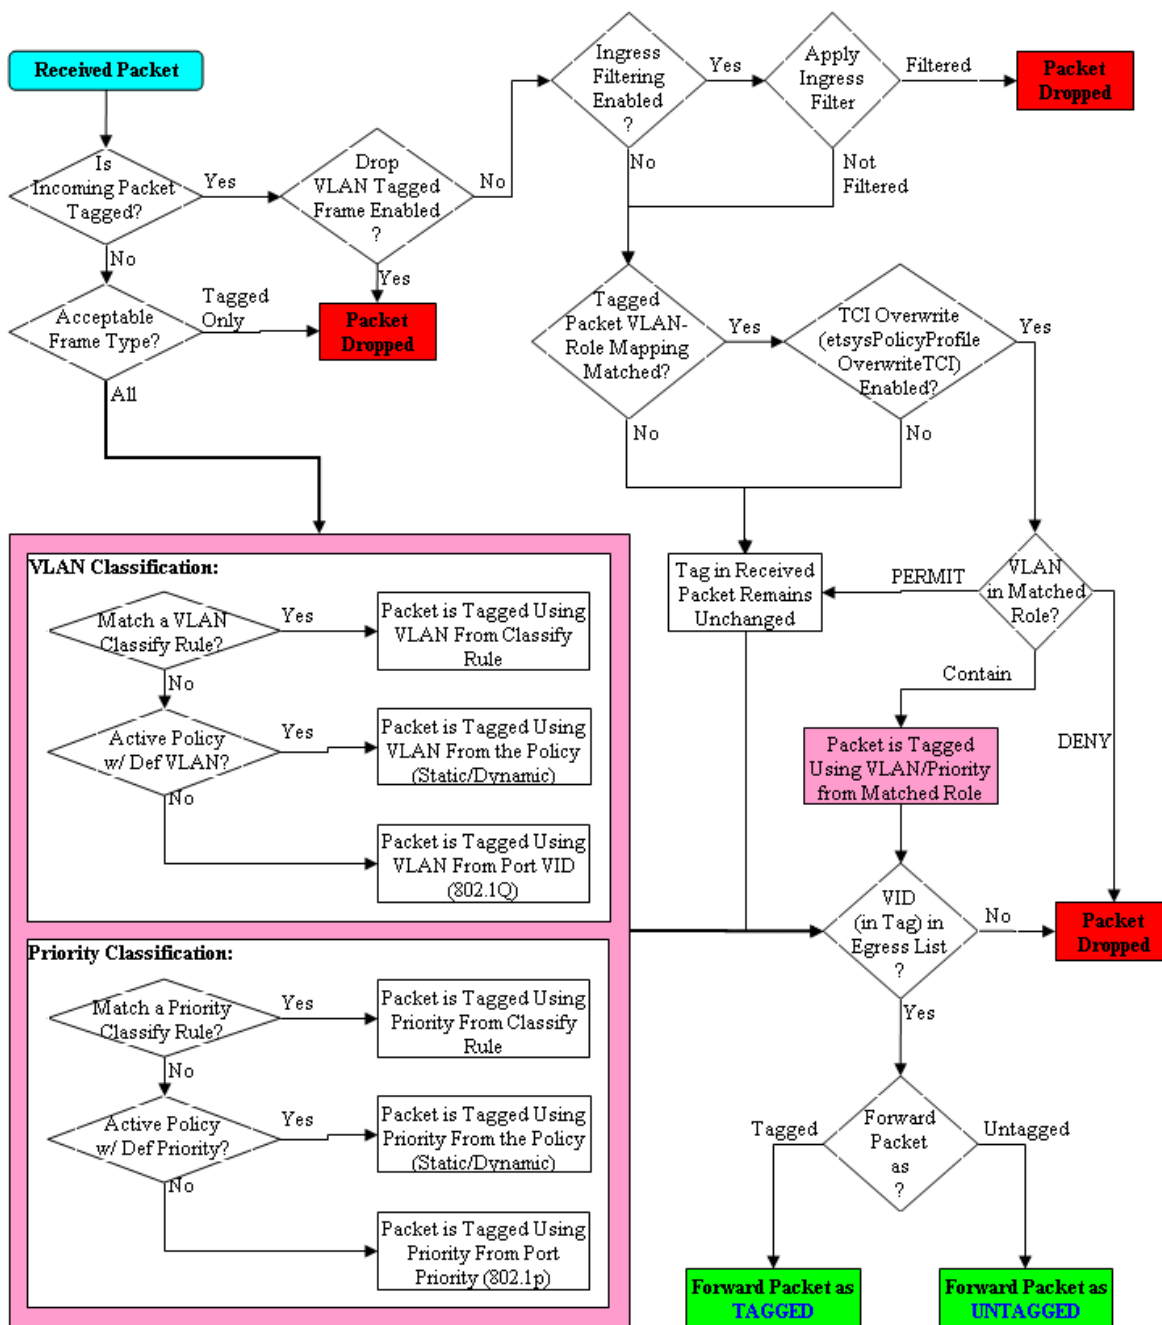 Received Packet
Is
Incoming Packet
Tagged?
Yes
No
Drop
VLAN Tagged
Frame Enabled
?
No
Yes
Ingress
Filtering
Enabled
?
Yes
No
Apply
Ingress
Filter
Filtered
Not
Filtered
Packet
Dropped
Acceptable
Frame Type?
Tagged
Only
All
Packet
Dropped
Tagged
Packet VLAN-
Role Mapping
Matched?
Yes
No
TCI Overwrite
(etsysPolicyProfile
OverwriteTCI)
Enabled?
Yes
No
Tag in Received
Packet Remains
Unchanged
PERMIT
VLAN
in Matched
Role?
Contain
DENY
Packet is Tagged
Using VLAN/Priority
from Matched Role
VLAN Classification:
Match a VLAN
Classify Rule?
Yes
No
Packet is Tagged Using
VLAN From Classify
Rule
Active Policy
w/ Def VLAN?
Yes
No
Packet is Tagged Using
VLAN From the Policy
(Static/Dynamic)
Packet is Tagged Using
VLAN From Port VID
(802.1Q)
Priority Classification:
Match a Priority
Classify Rule?
Yes
No
Packet is Tagged Using
Priority From Classify
Rule
Active Policy
w/ Def Priority?
Yes
No
Packet is Tagged Using
Priority From the Policy
(Static/Dynamic)
Packet is Tagged Using
Priority From Port
Priority (802.1p)
VID
(in Tag) in
Egress List
?
No
Yes
Packet
Dropped
Forward
Packet
as
?
Tagged
Untagged
Forward Packet as
TAGGED
Forward Packet as
UNTAGGED